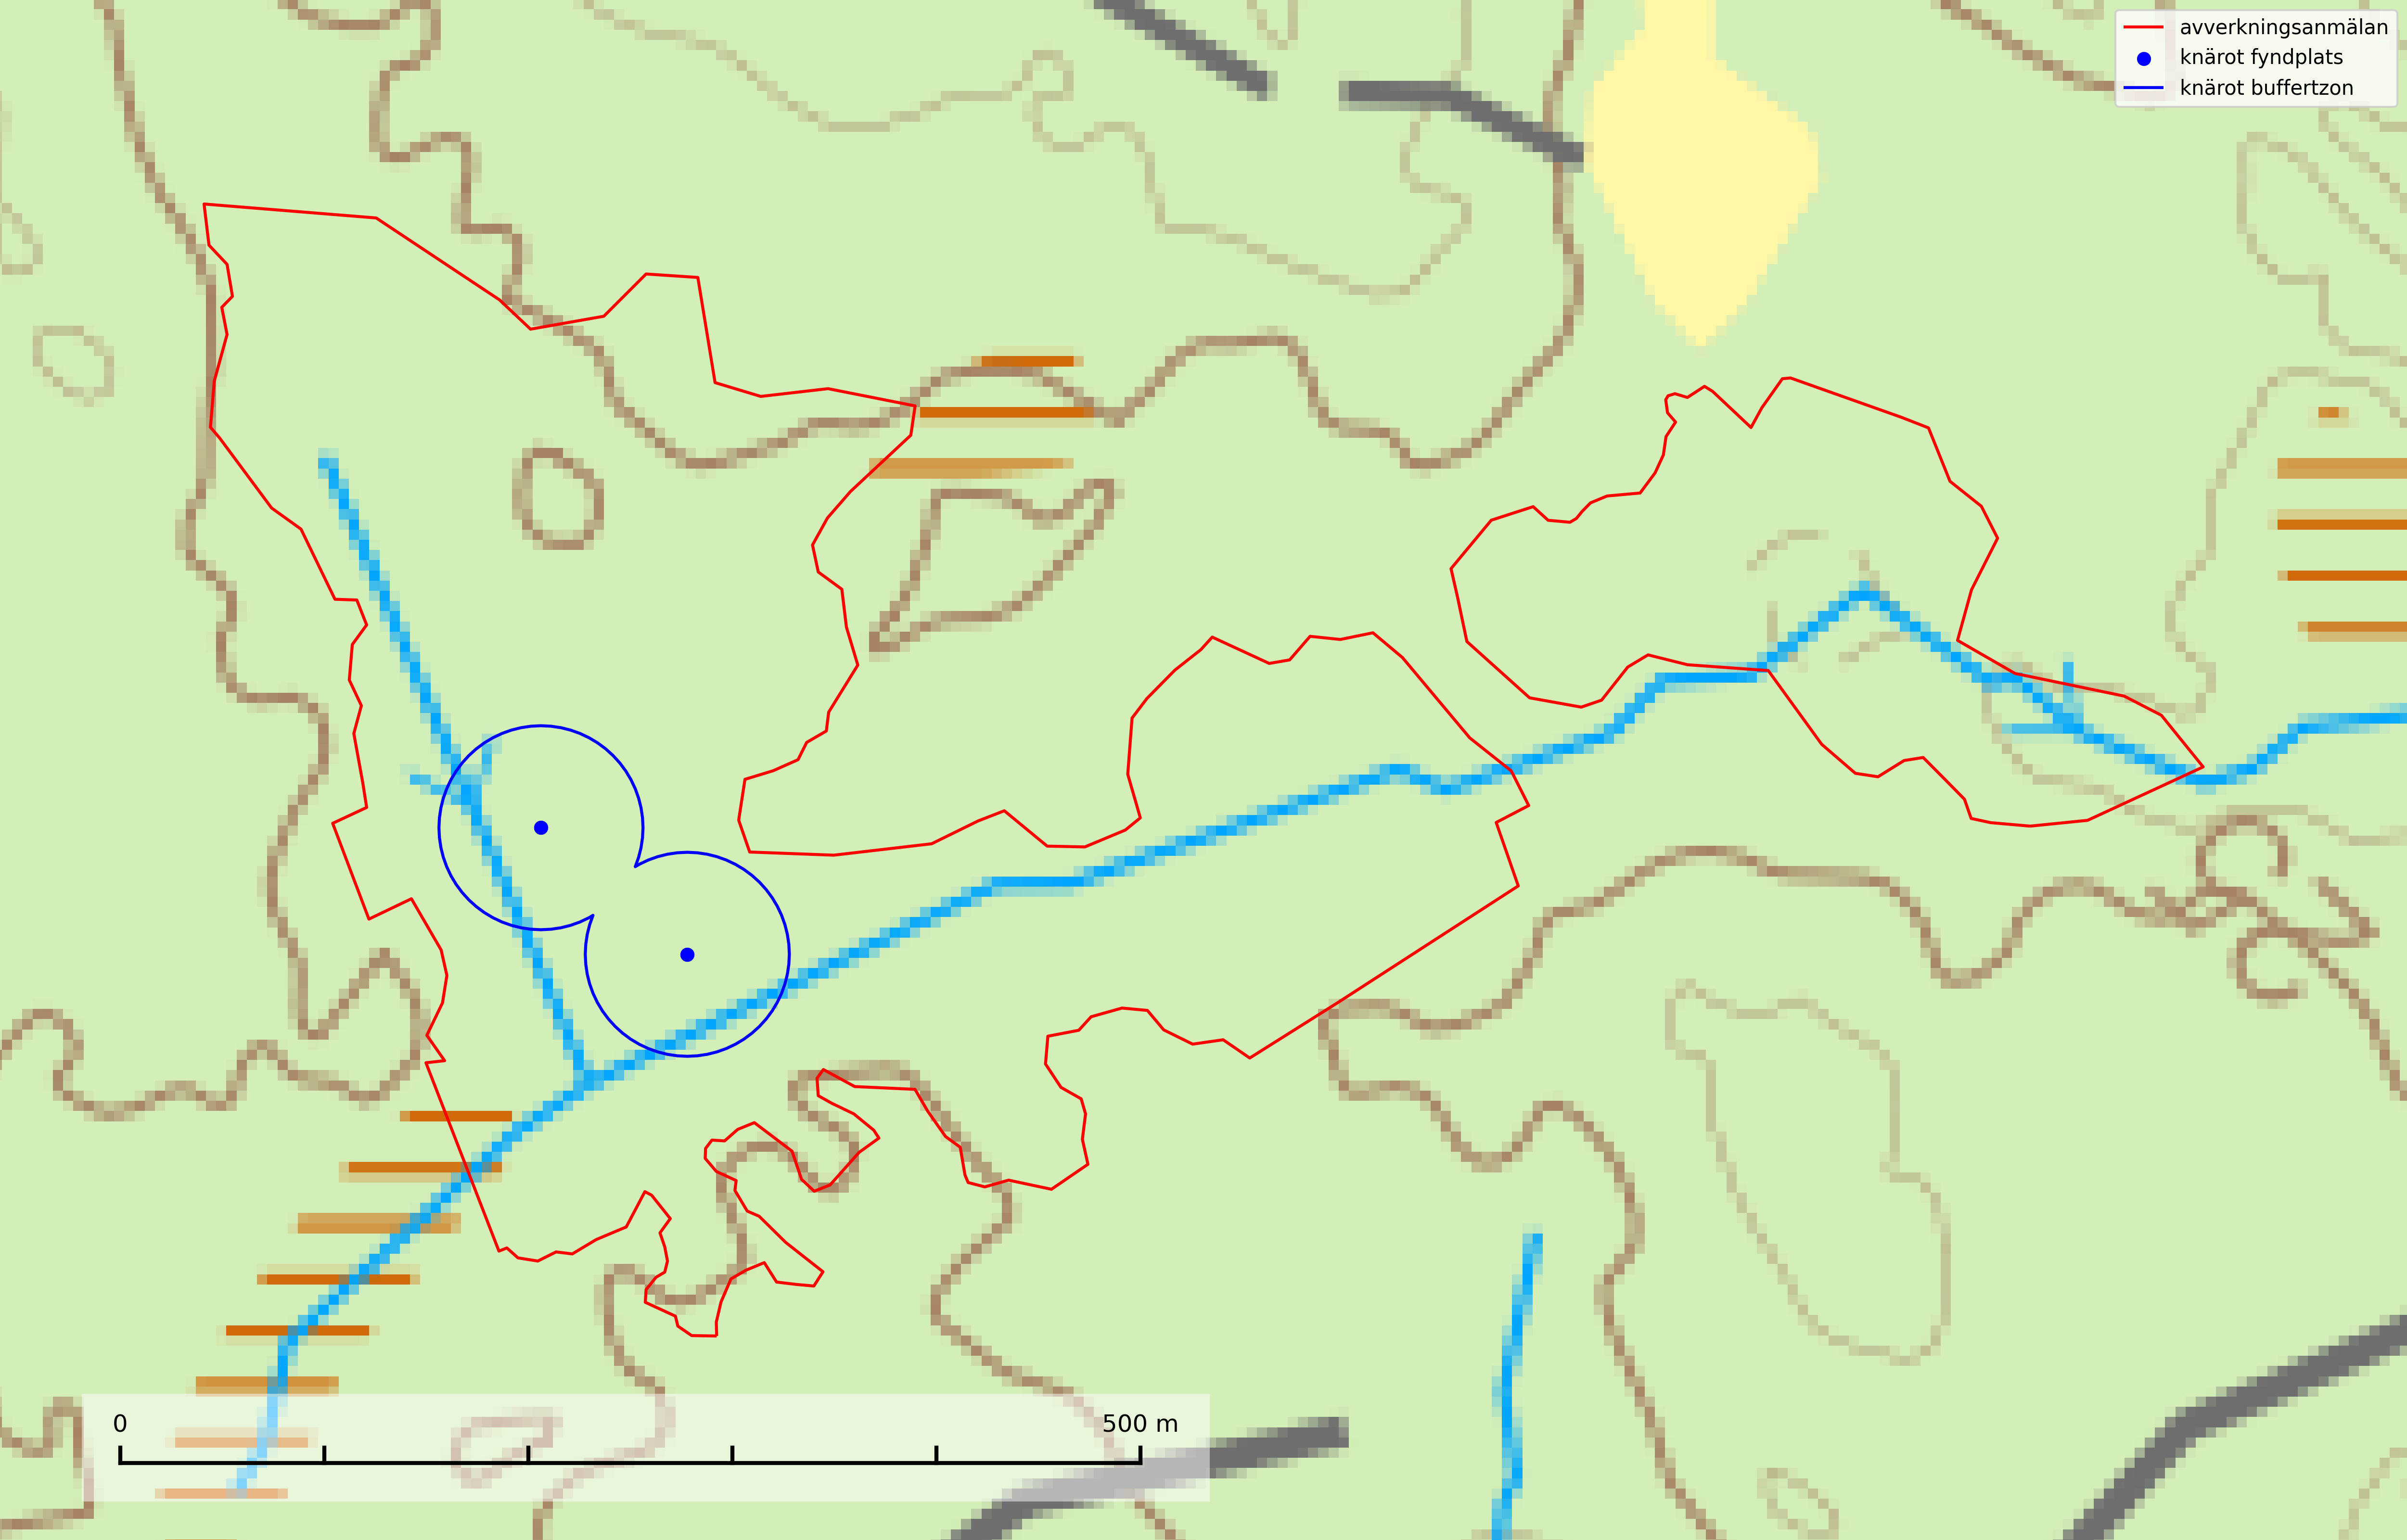 avverkningsanmälan
knärot fyndplats
knärot buffertzon
0 500 m